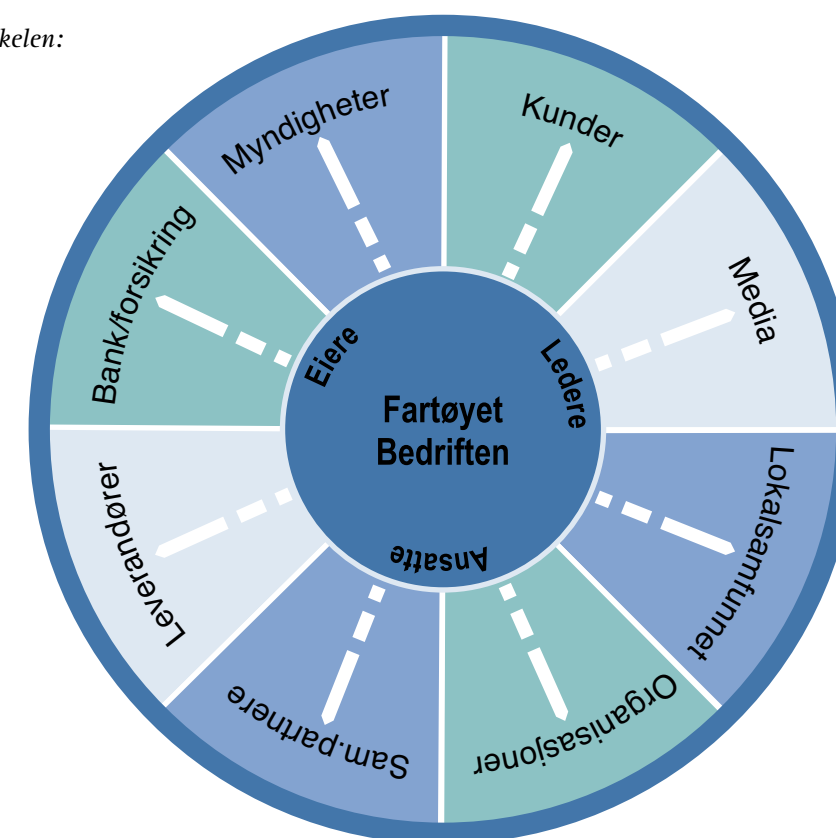 kelen:
Myndigheter
Kunder
Media
Lokalsamfunnet
Organisasjoner
Sam.partnere
Leverandører
Bank/forsikring
Eiere
Ledere
Ansatte
Fartøyet
Bedriften